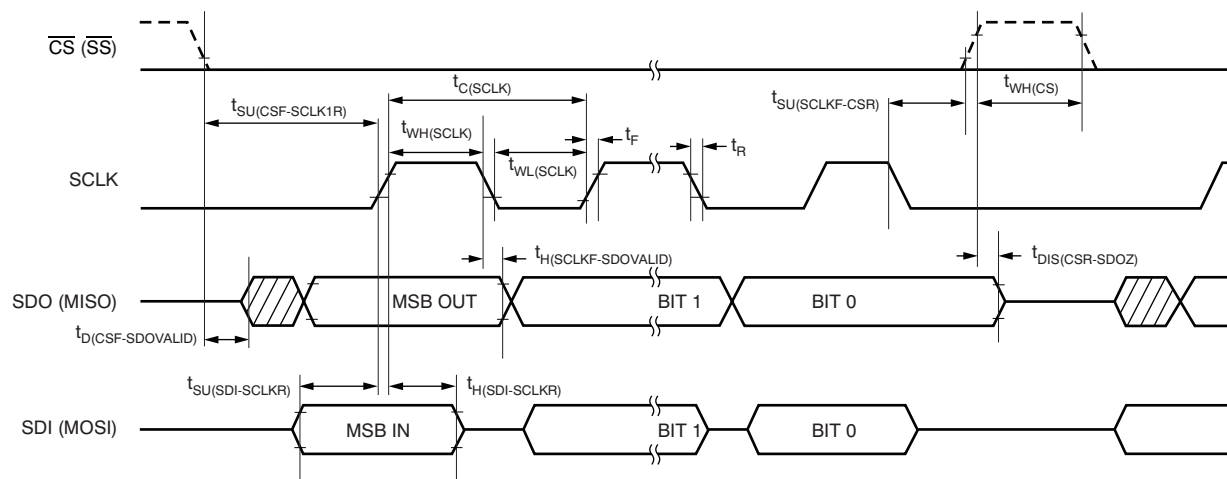 CS (SS)
tC(SCLK)
tSU(SCLKF-CSR)
tWH(CS)
tSU(CSF-SCLK1R)
tWH(SCLK)
tF
tR
tWL(SCLK)
SCLK
tH(SCLKF-SDOVALID)
tDIS(CSR-SDOZ)
SDO (MISO)
MSB OUT
BIT 1
BIT 0
tD(CSF-SDOVALID)
tSU(SDI-SCLKR)
tH(SDI-SCLKR)
SDI (MOSI)
MSB IN
BIT 1
BIT 0